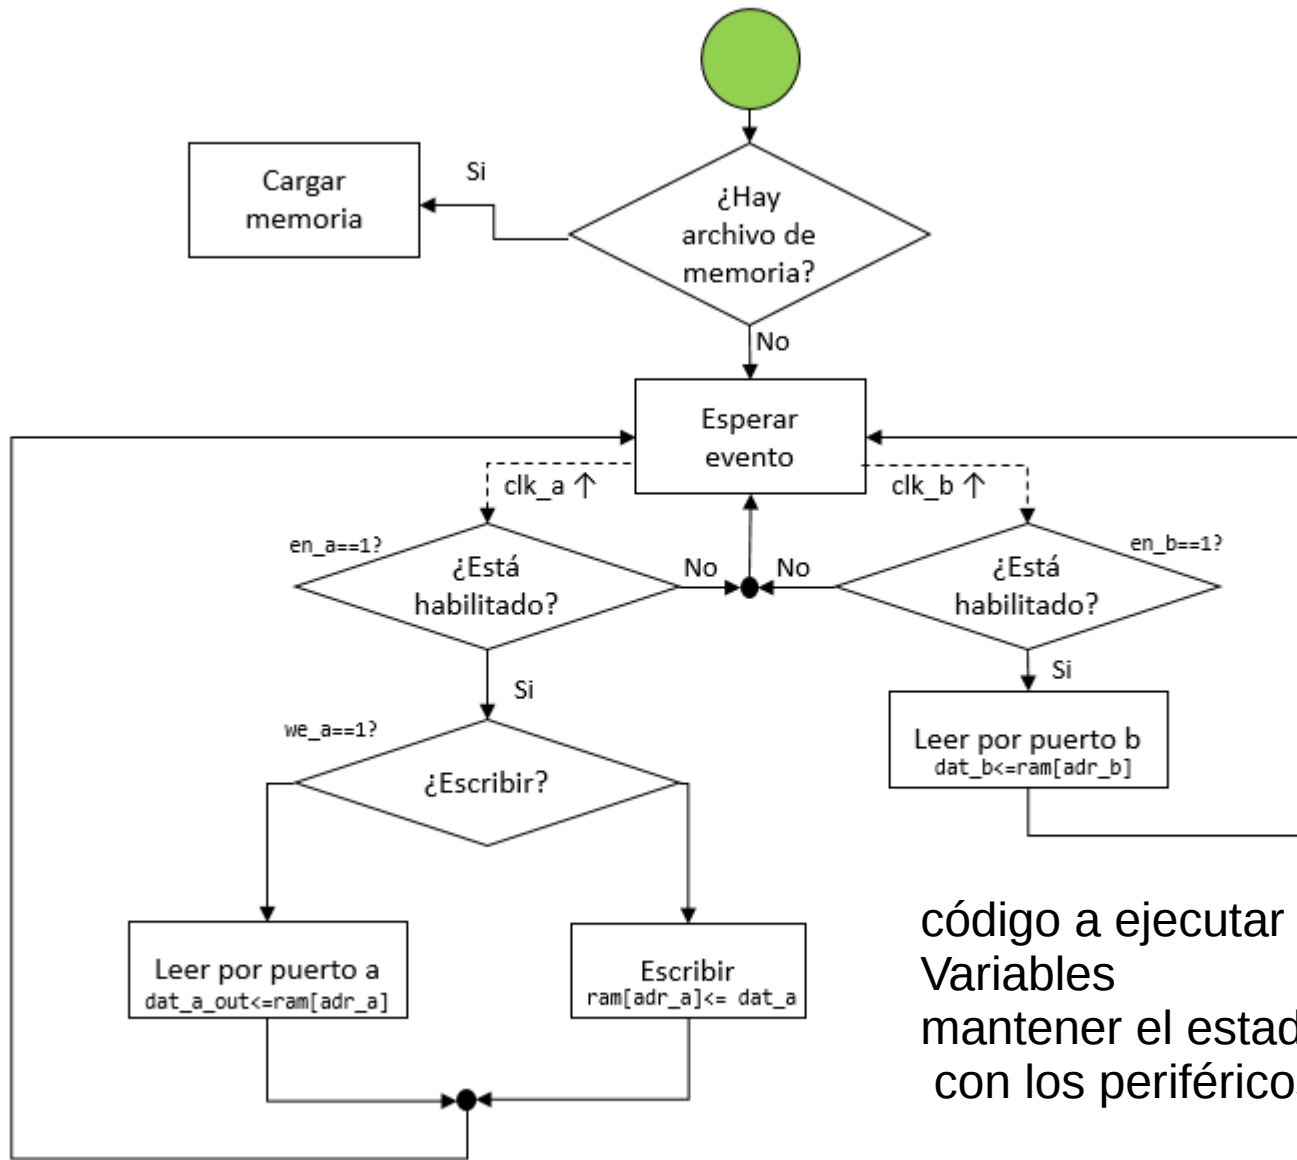 ¿Hay
archivo de
memoria?
Si
Cargar
memoria
No
Esperar
evento
clk_a ↑
clk_b ↑
en_a==1?
¿Está
habilitado?
No
No
en_b==1?
¿Está
habilitado?
Si
Si
we_a==1?
¿Escribir?
Leer por puerto b
dat_b<=ram[adr_b]
Leer por puerto a
dat_a_out<=ram[adr_a]
Escribir
ram[adr_a]<= dat_a
código a ejecutar
Variables
mantener el estad
con los periférico